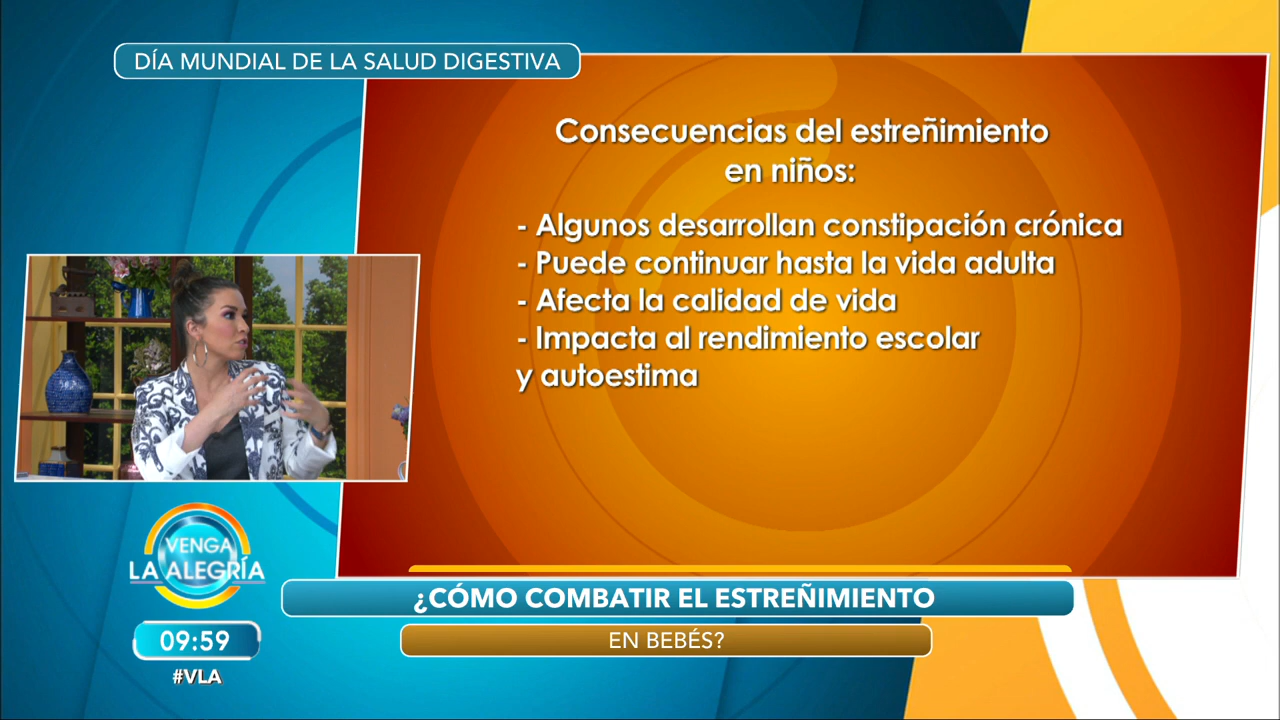 DÍA MUNDIAL DE LA SALUD DIGESTIVA
Consecuencias del estreñimiento
en niños:
- Algunos desarrollan constipación crónica
- Puede continuar hasta la vida adulta
- Afecta la calidad de vida
- Impacta al rendimiento escolar
y autoestima
VENGA
LA ALEGRÍA
¿CÓMO COMBATIR EL ESTREÑIMIENTO
EN BEBÉS?
09:59
#VLA